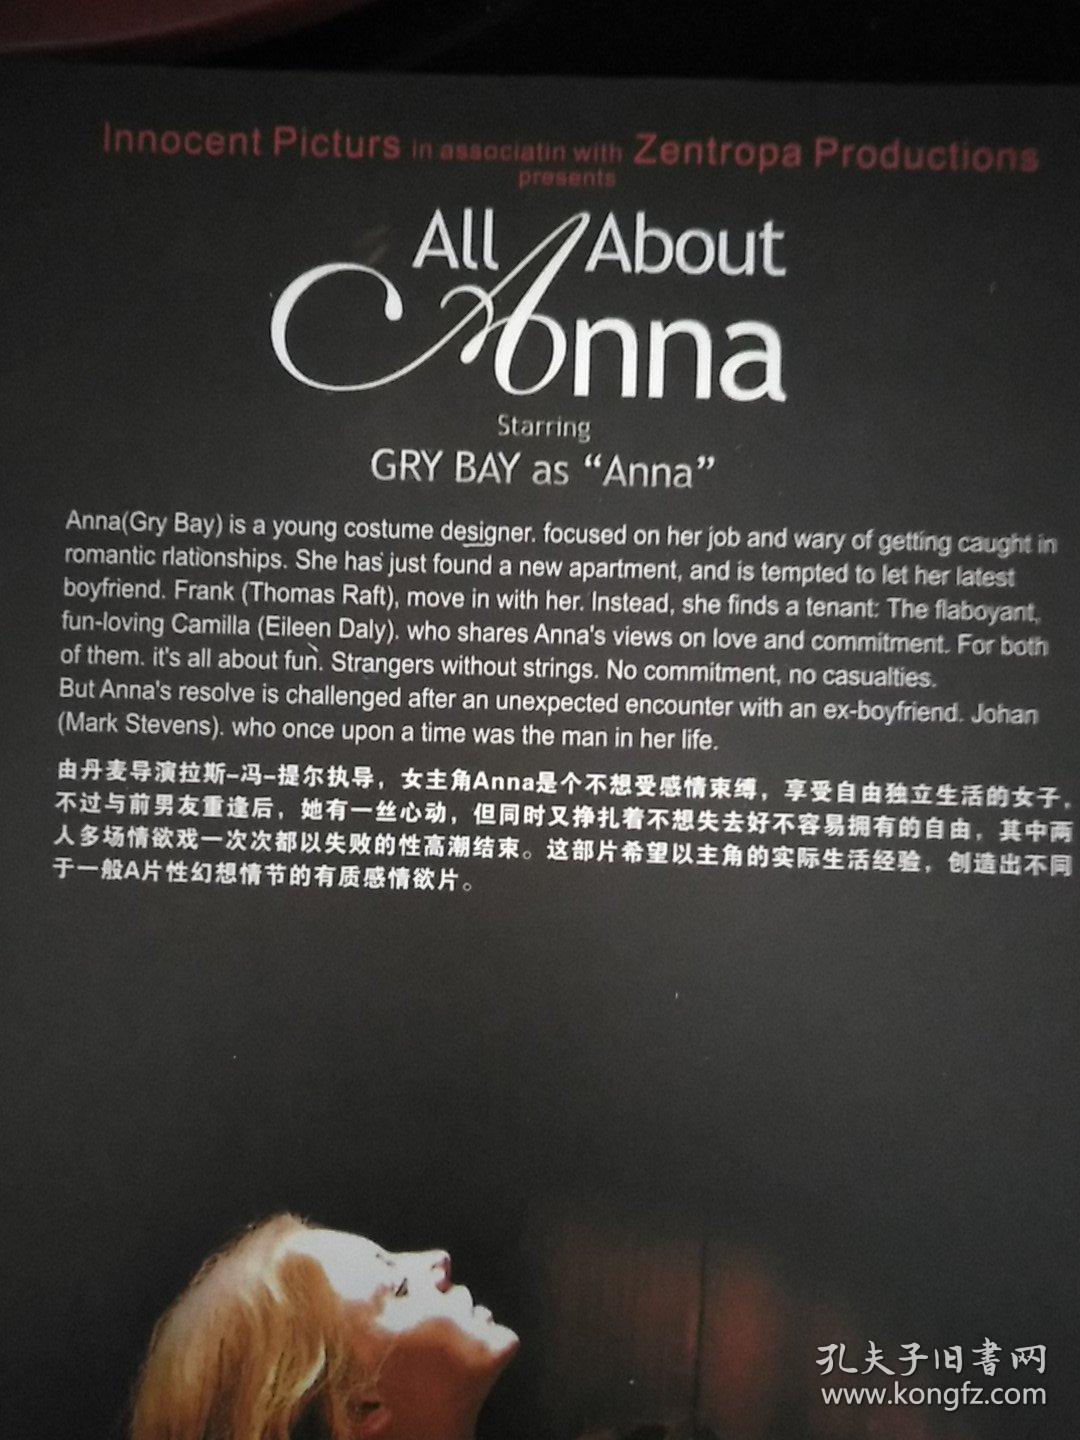 Innocent Picturs in associatin with Zentropa Productions
presents
All About
Anna
Starring
GRY BAY as “Anna”
Anna(Gry Bay) is a young costume designer. focused on her job and wary of getting caught in
romantic rlationships. She has just found a new apartment, and is tempted to let her latest
boyfriend. Frank (Thomas Raft), move in with her. Instead, she finds a tenant: The flaboyant,
fun-loving Camilla (Eileen Daly). who shares Anna's views on love and commitment. For both
of them. it's all about fun. Strangers without strings. No commitment, no casualties.
But Anna's resolve is challenged after an unexpected encounter with an ex-boyfriend. Johan
(Mark Stevens). who once upon a time was the man in her life.
由丹麦导演拉斯-冯-提尔执导，女主角Anna是个不想受感情束缚，享受自由独立生活的女子，
不过与前男友重逢后，她有一丝心动，但同时又挣扎着不想失去好不容易拥有的自由，其中两
人多场情欲戏一次次都以失败的性高潮结束。这部片希望以主角的实际生活经验，创造出不同
于一般A片性幻想情节的有质感情欲片。
孔夫子旧書网
www.kongfz.com